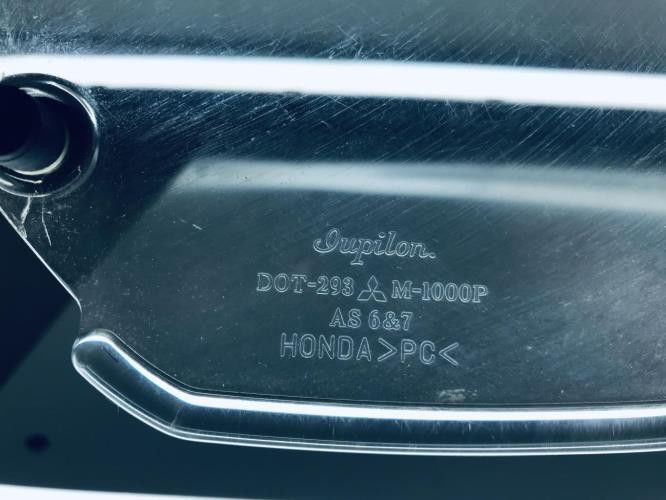 Iupilon.
DOT-293 M-1000P
AS 6&7
HONDA >PC<